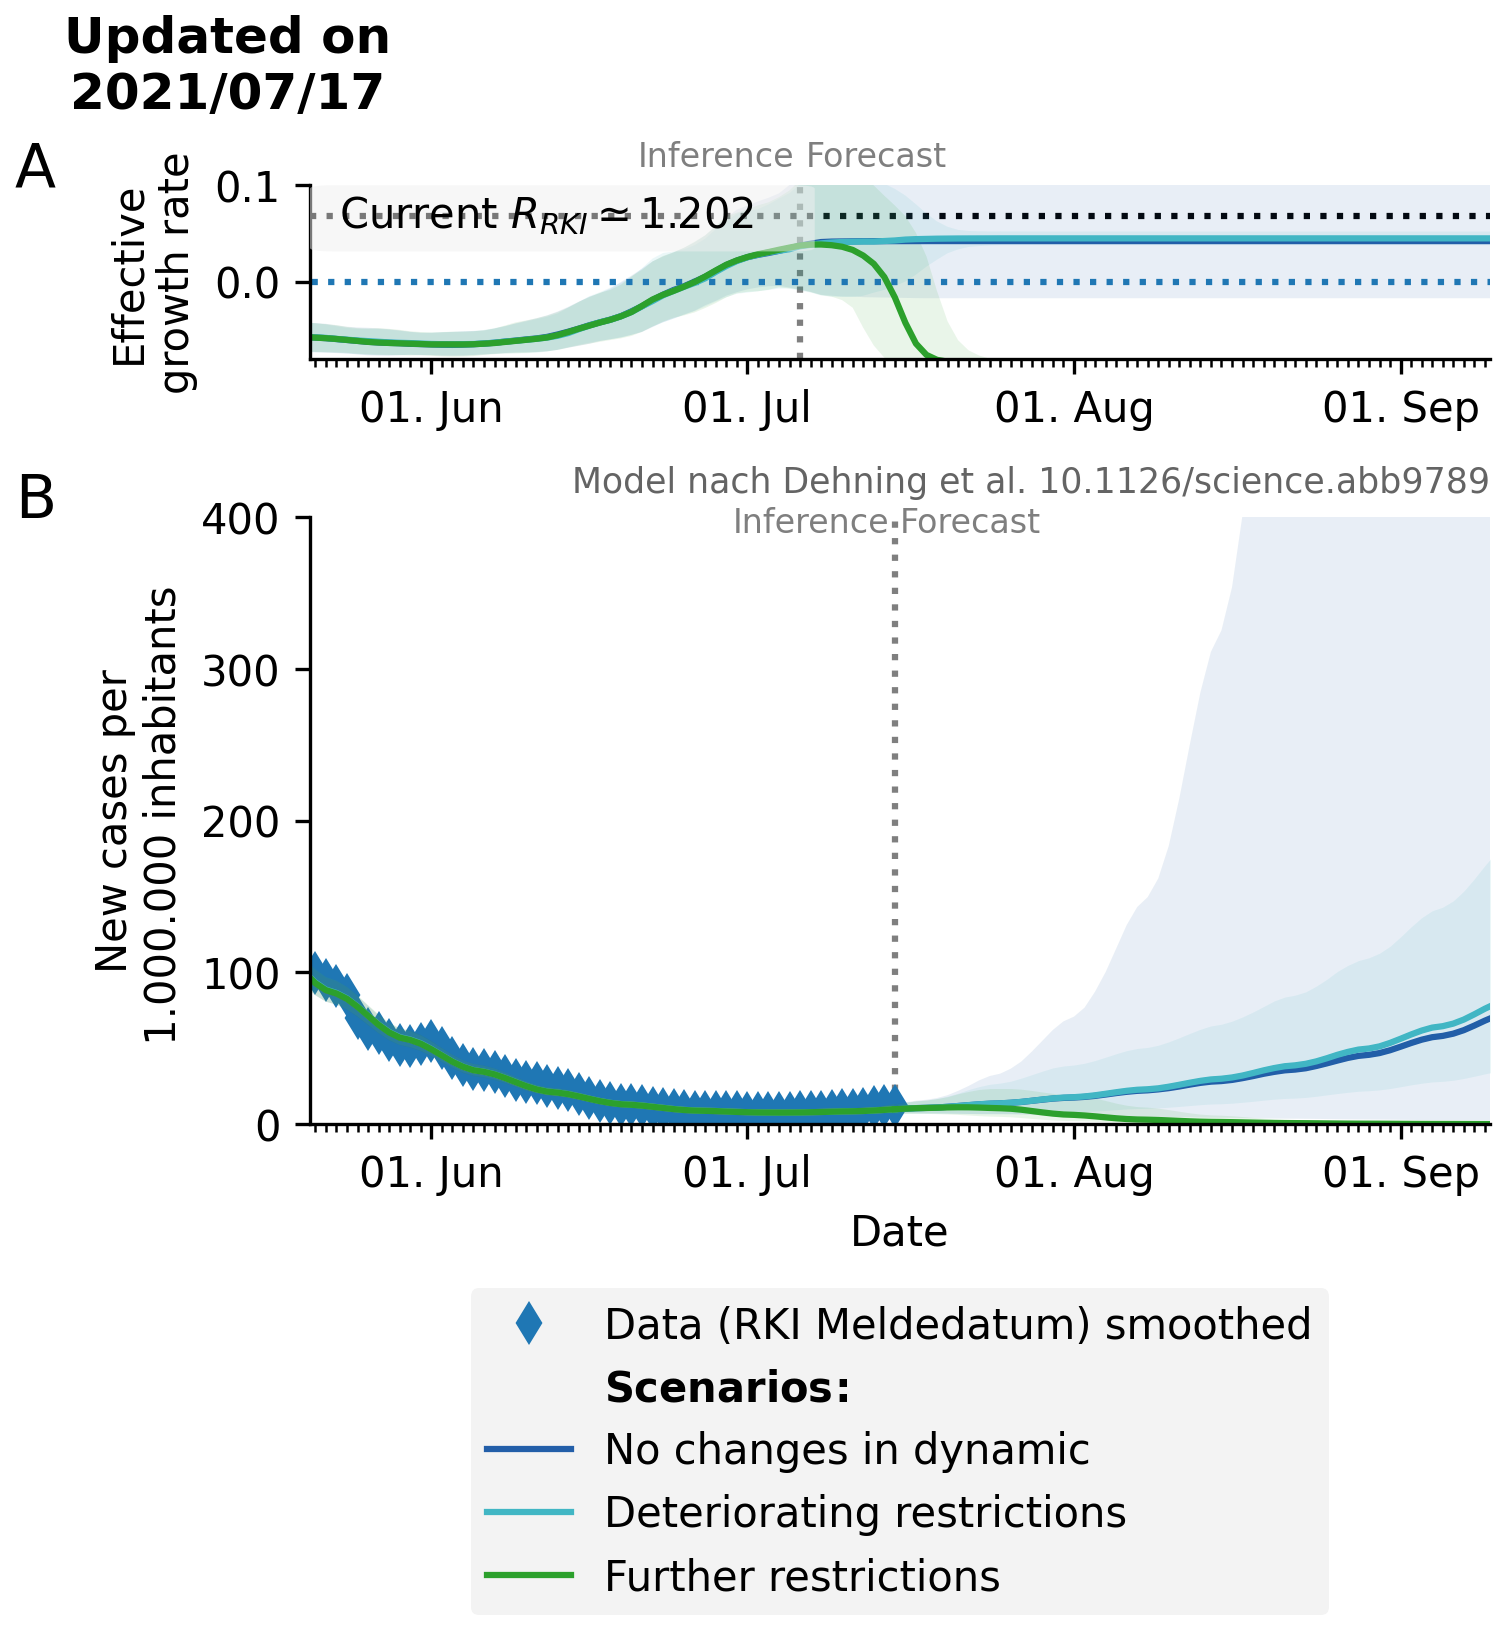 Updated on
2021/07/17
A
Inference Forecast
Effective
growth rate
0.1
0.0
Current R_RKI ≃ 1.202
01. Jun
01. Jul
01. Aug
01. Sep
B
Model nach Dehning et al. 10.1126/science.abb9789
Inference Forecast
New cases per
1.000.000 inhabitants
400
300
200
100
0
01. Jun
01. Jul
01. Aug
01. Sep
Date
Data (RKI Meldedatum) smoothed
Scenarios:
No changes in dynamic
Deteriorating restrictions
Further restrictions